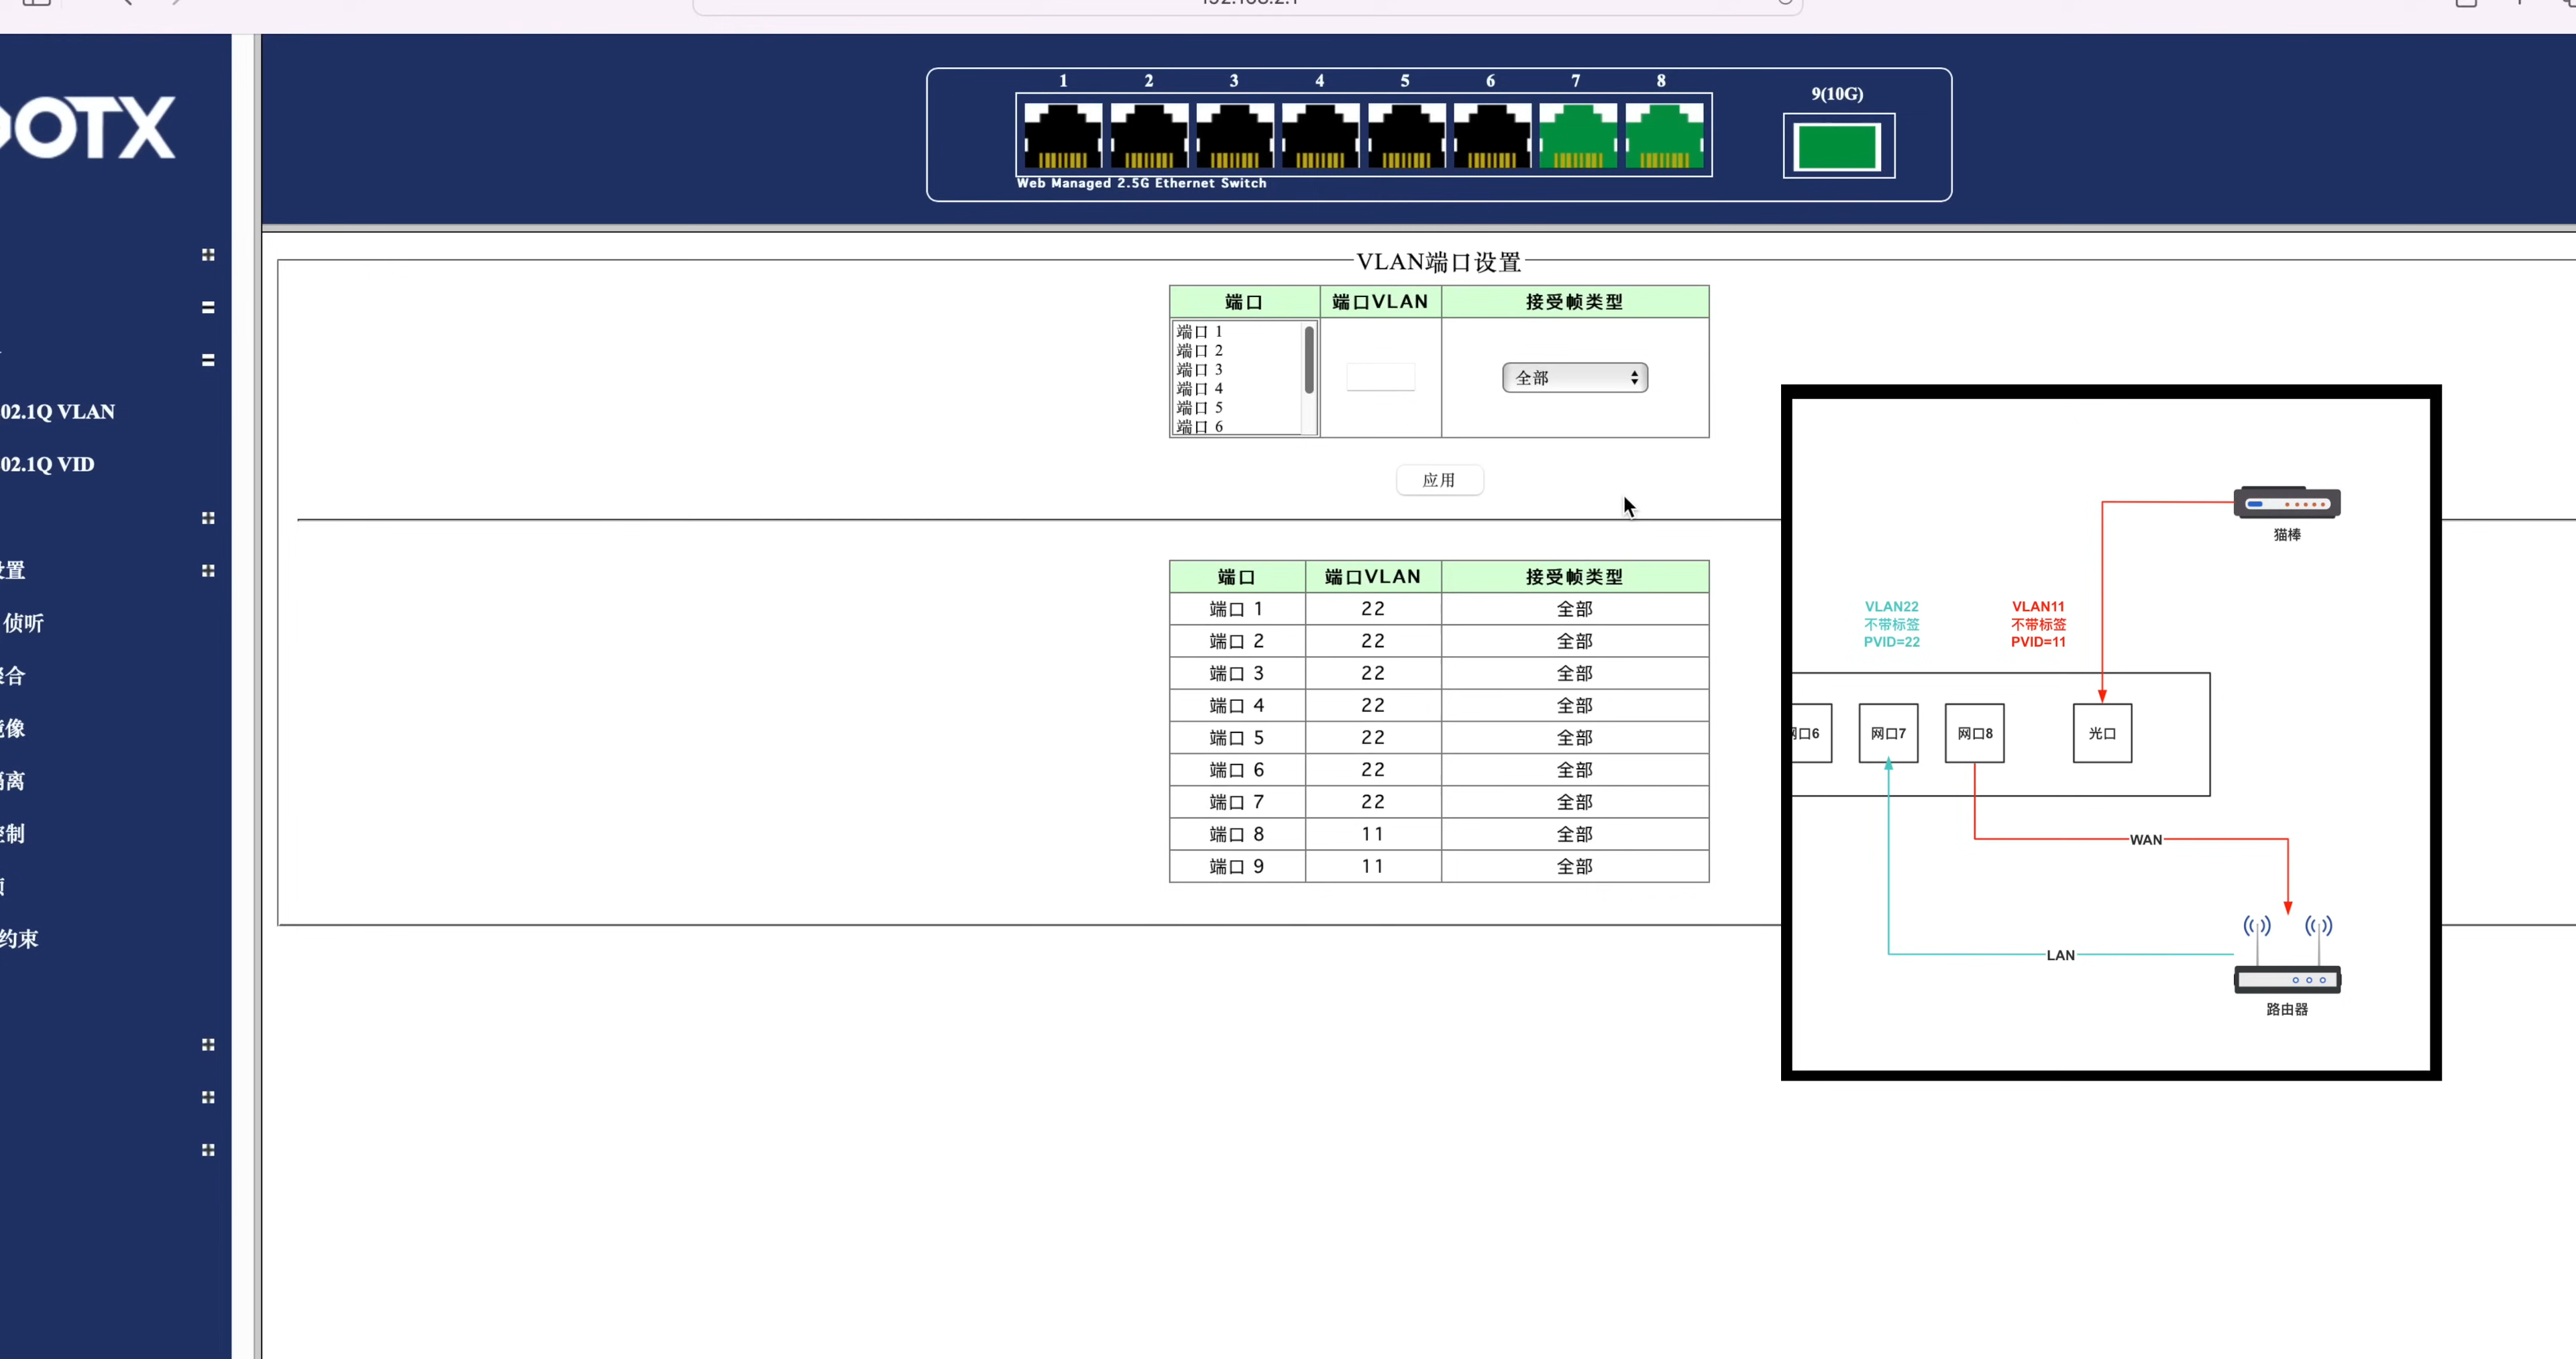 OTX
1 2 3 4 5 6 7 8
9(10G)
Web Managed 2.5G Ethernet Switch
02.1Q VLAN
02.1Q VID
置
侦听
合
像
离
制
约束
VLAN端口设置
端口 端口VLAN 接受帧类型
端口 1
端口 2
端口 3
端口 4
端口 5
端口 6
全部
应用
端口 端口VLAN 接受帧类型
端口 1 22 全部
端口 2 22 全部
端口 3 22 全部
端口 4 22 全部
端口 5 22 全部
端口 6 22 全部
端口 7 22 全部
端口 8 11 全部
端口 9 11 全部
猫棒
VLAN22
不带标签
PVID=22
VLAN11
不带标签
PVID=11
口6
网口7
网口8
光口
WAN
LAN
路由器